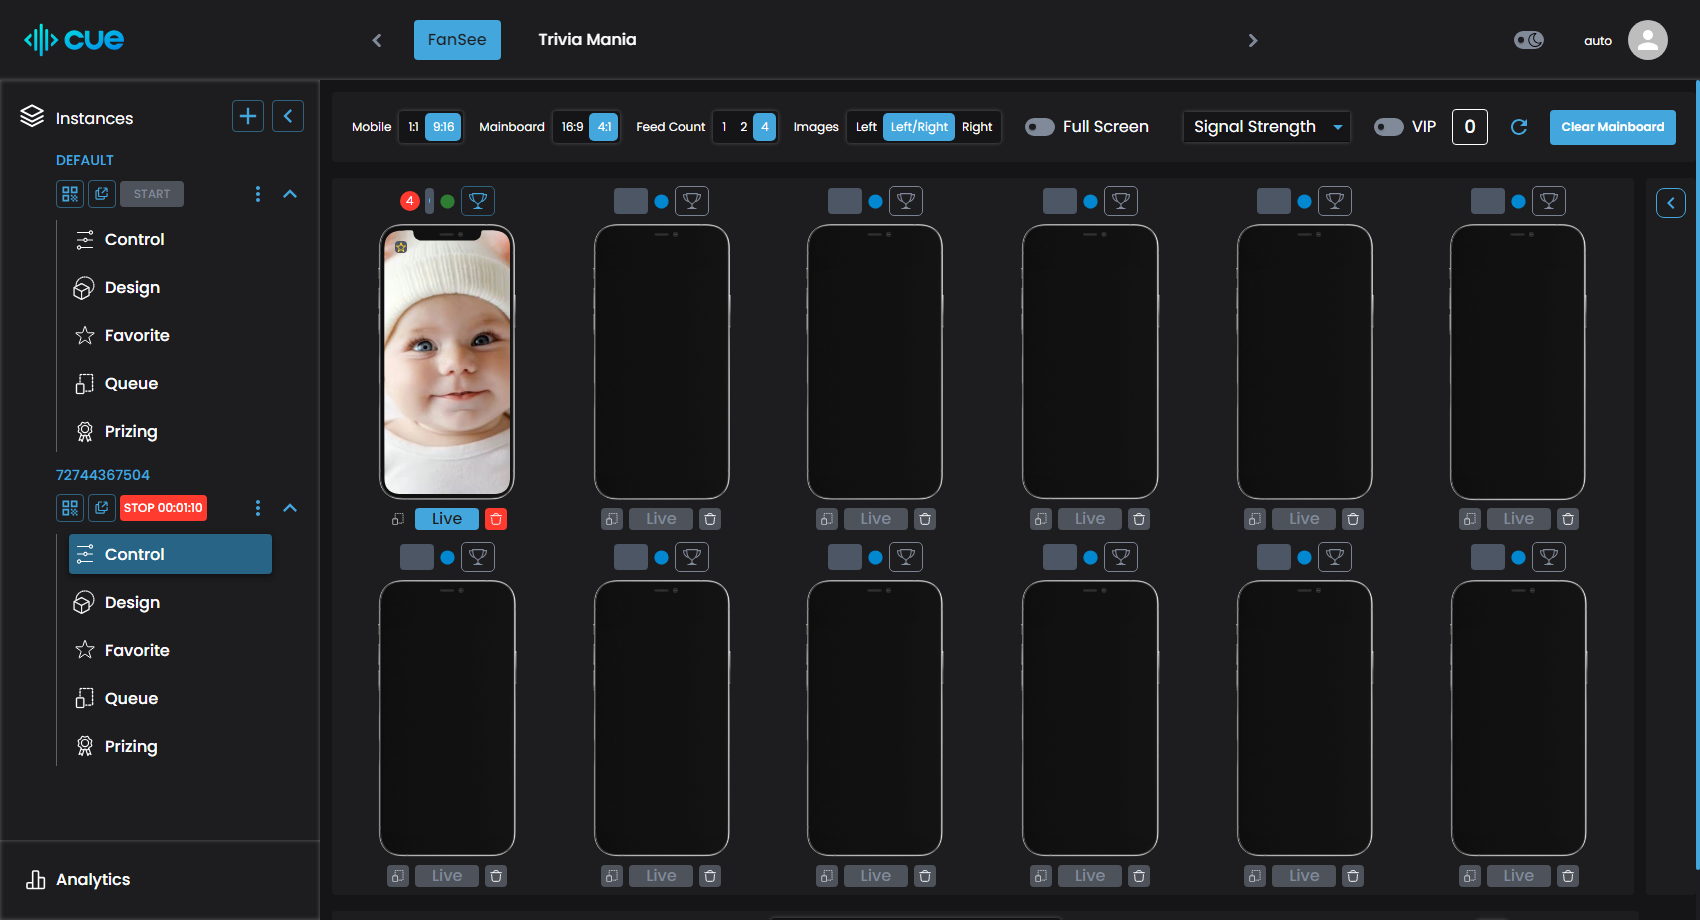 cue
FanSee
Trivia Mania
auto
Instances
DEFAULT
START
Control
Design
Favorite
Queue
Prizing
72744367504
STOP 00:01:10
Control
Design
Favorite
Queue
Prizing
Analytics
Mobile 1:1 9:16 Mainboard 16:9 4:1 Feed Count 1 2 4 Images Left Left/Right Right Full Screen Signal Strength VIP 0 Clear Mainboard
4
Live Live Live Live Live Live
Live Live Live Live Live Live